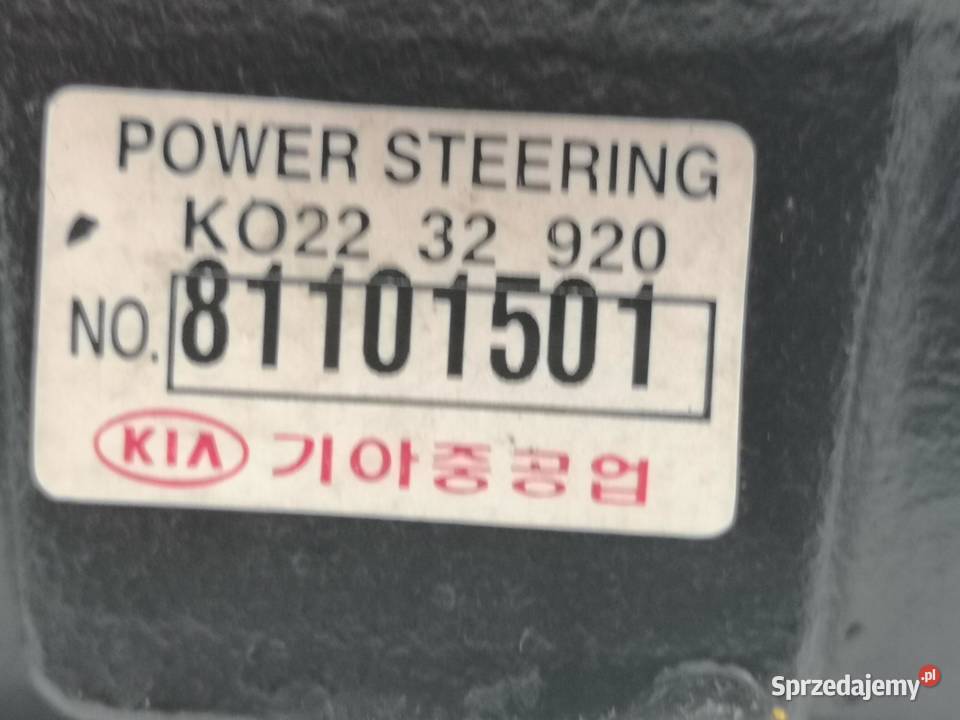 POWER STEERING
KO22 32 920
NO. 81101501
KIA 기아중공업
Sprzedajemy.pl